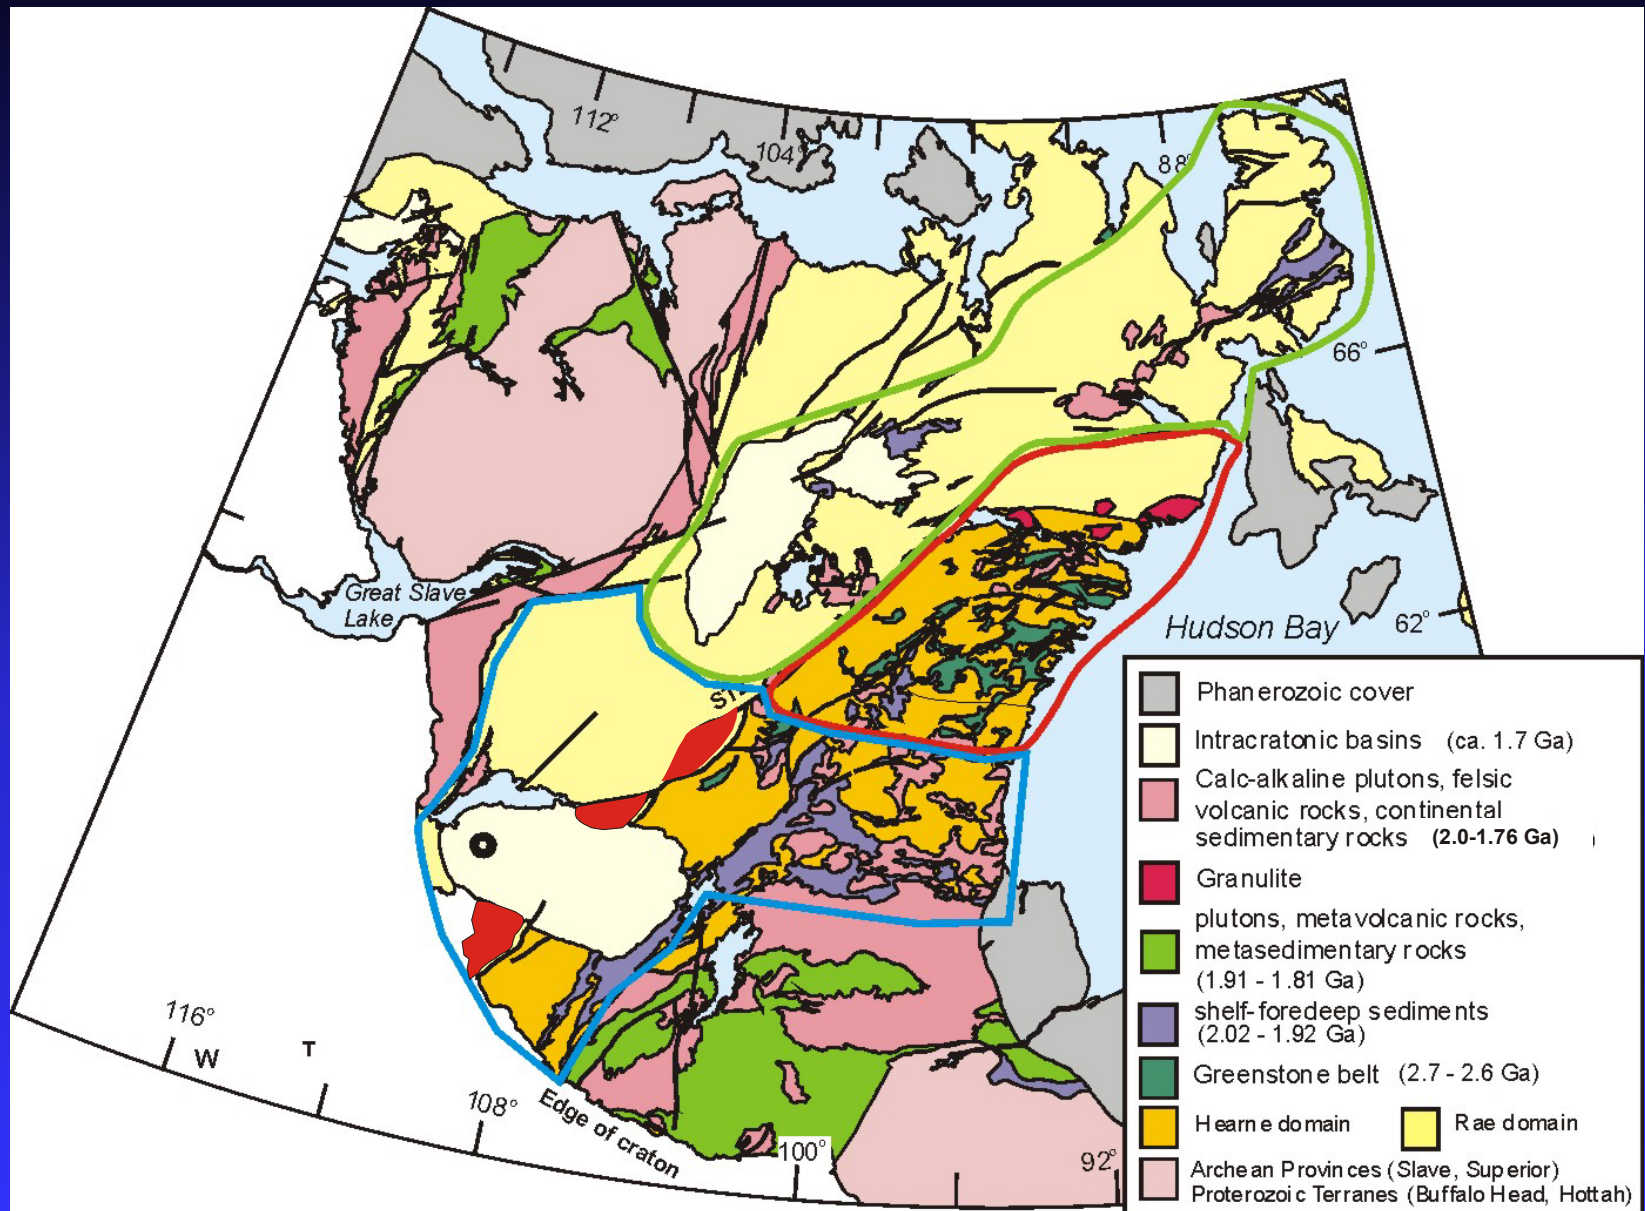 112°
104°
88°
66°
Great Slave
Lake
Hudson Bay
62°
116°
W
T
108°
Edge of craton
100°
92°
Phanerozoic cover
Intracratonic basins (ca. 1.7 Ga)
Calc-alkaline plutons, felsic
volcanic rocks, continental
sedimentary rocks (2.0-1.76 Ga)
Granulite
plutons, metavolcanic rocks,
metasedimentary rocks
(1.91 - 1.81 Ga)
shelf-foredeep sediments
(2.02 - 1.92 Ga)
Greenstone belt (2.7 - 2.6 Ga)
Hearne domain
Rae domain
Archean Provinces (Slave, Superior)
Proterozoic Terranes (Buffalo Head, Hottah)